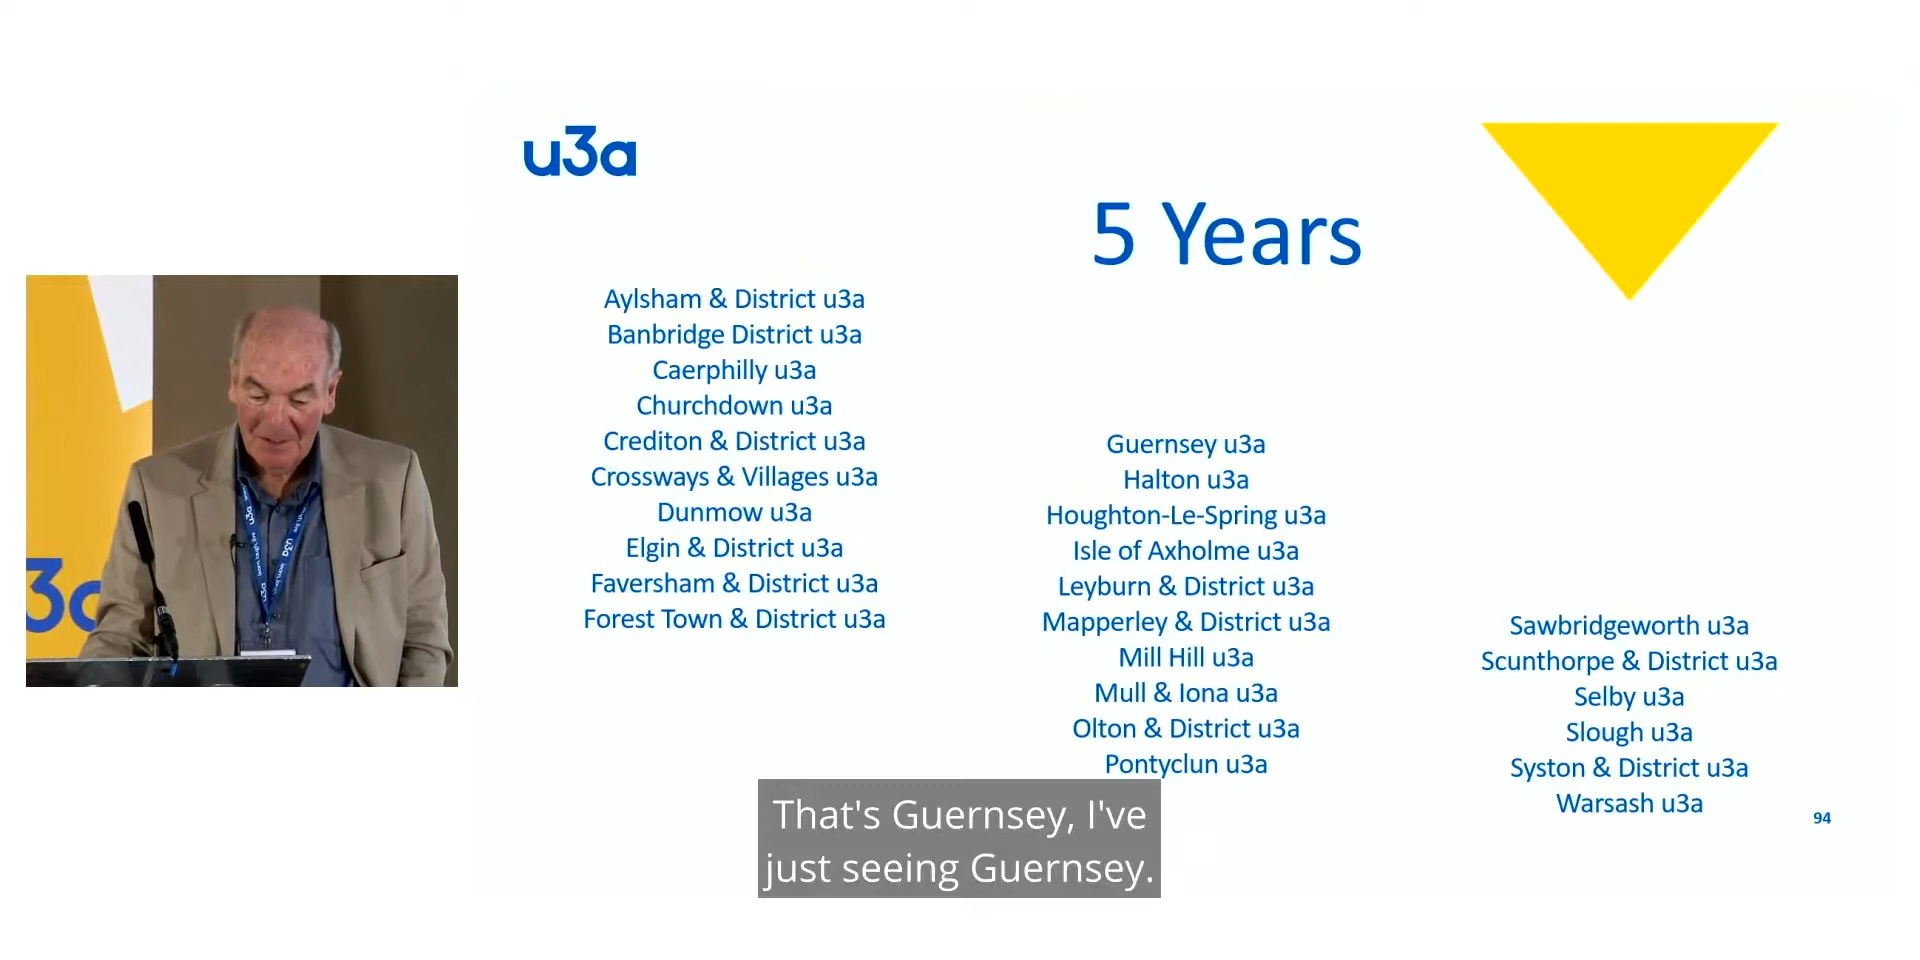 u3a
5 Years
Aylsham & District u3a
Banbridge District u3a
Caerphilly u3a
Churchdown u3a
Crediton & District u3a
Crossways & Villages u3a
Dunmow u3a
Elgin & District u3a
Faversham & District u3a
Forest Town & District u3a
Guernsey u3a
Halton u3a
Houghton-Le-Spring u3a
Isle of Axholme u3a
Leyburn & District u3a
Mapperley & District u3a
Mill Hill u3a
Mull & Iona u3a
Olton & District u3a
Pontyclun u3a
Sawbridgeworth u3a
Scunthorpe & District u3a
Selby u3a
Slough u3a
Syston & District u3a
Warsash u3a
94
3a
u3a
u3a
That's Guernsey, I've
just seeing Guernsey.